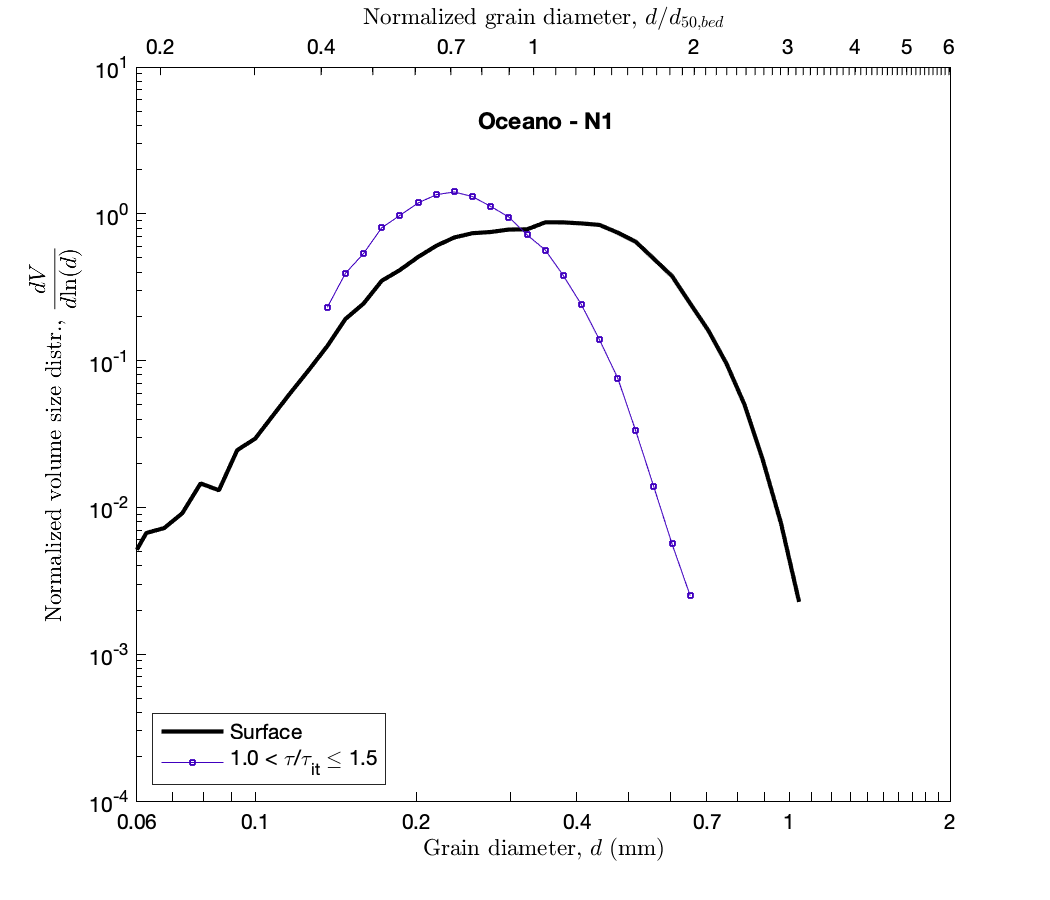 Normalized grain diameter, d/d50,bed
0.2 0.4 0.7 1 2 3 4 5 6
Oceano - N1
10^1
10^0
10^-1
10^-2
10^-3
10^-4
Normalized volume size distr., dV/dln(d)
Surface
1.0 < τ/τit ≤ 1.5
0.06 0.1 0.2 0.4 0.7 1 2
Grain diameter, d (mm)